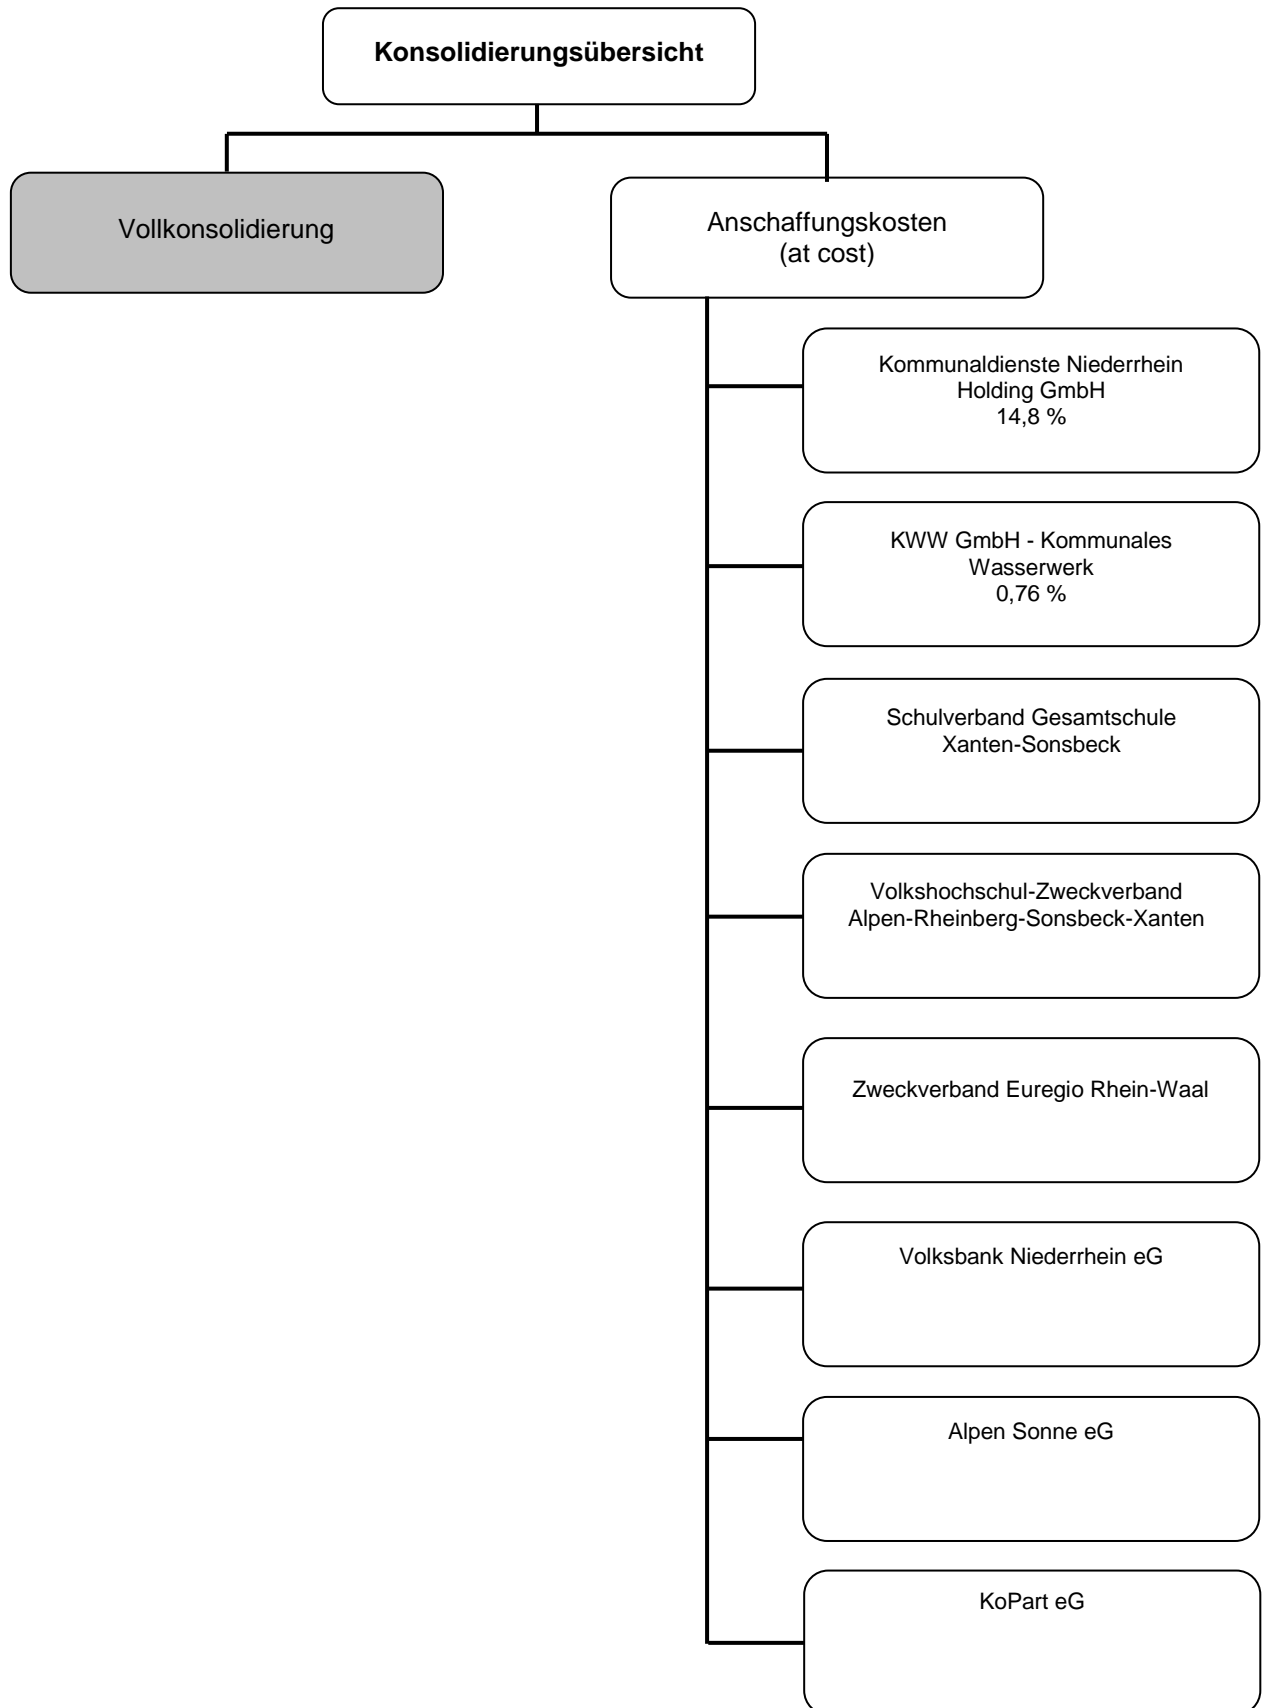 Konsolidierungsübersicht
Vollkonsolidierung
Anschaffungskosten
(at cost)
Kommunaldienste Niederrhein
Holding GmbH
14,8 %
KWW GmbH - Kommunales
Wasserwerk
0,76 %
Schulverband Gesamtschule
Xanten-Sonsbeck
Volkshochschul-Zweckverband
Alpen-Rheinberg-Sonsbeck-Xanten
Zweckverband Euregio Rhein-Waal
Volksbank Niederrhein eG
Alpen Sonne eG
KoPart eG